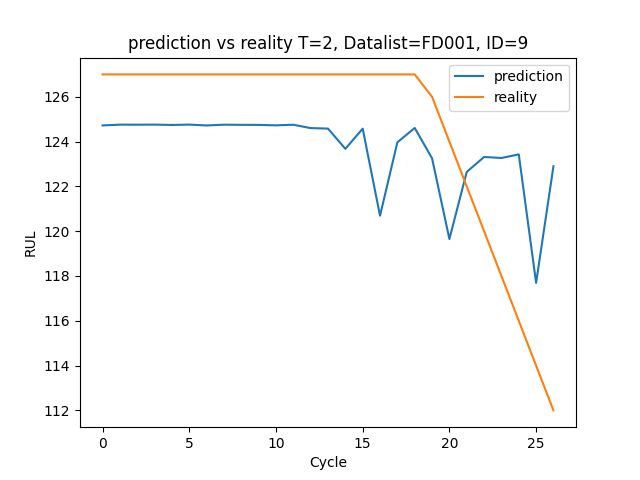 prediction vs reality T=2, Datalist=FD001, ID=9
prediction
reality
126
124
122
120
118
116
114
112
RUL
0 5 10 15 20 25
Cycle